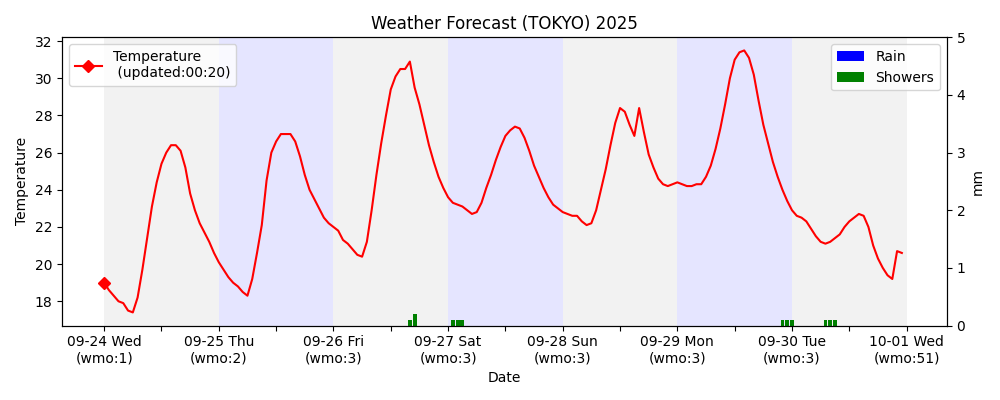 Weather Forecast (TOKYO) 2025
Temperature
(updated:00:20)
Rain
Showers
32
30
28
26
24
22
20
18
Temperature
5
4
3
2
1
0
mm
09-24 Wed
(wmo:1)
09-25 Thu
(wmo:2)
09-26 Fri
(wmo:3)
09-27 Sat
(wmo:3)
09-28 Sun
(wmo:3)
09-29 Mon
(wmo:3)
09-30 Tue
(wmo:3)
10-01 Wed
(wmo:51)
Date